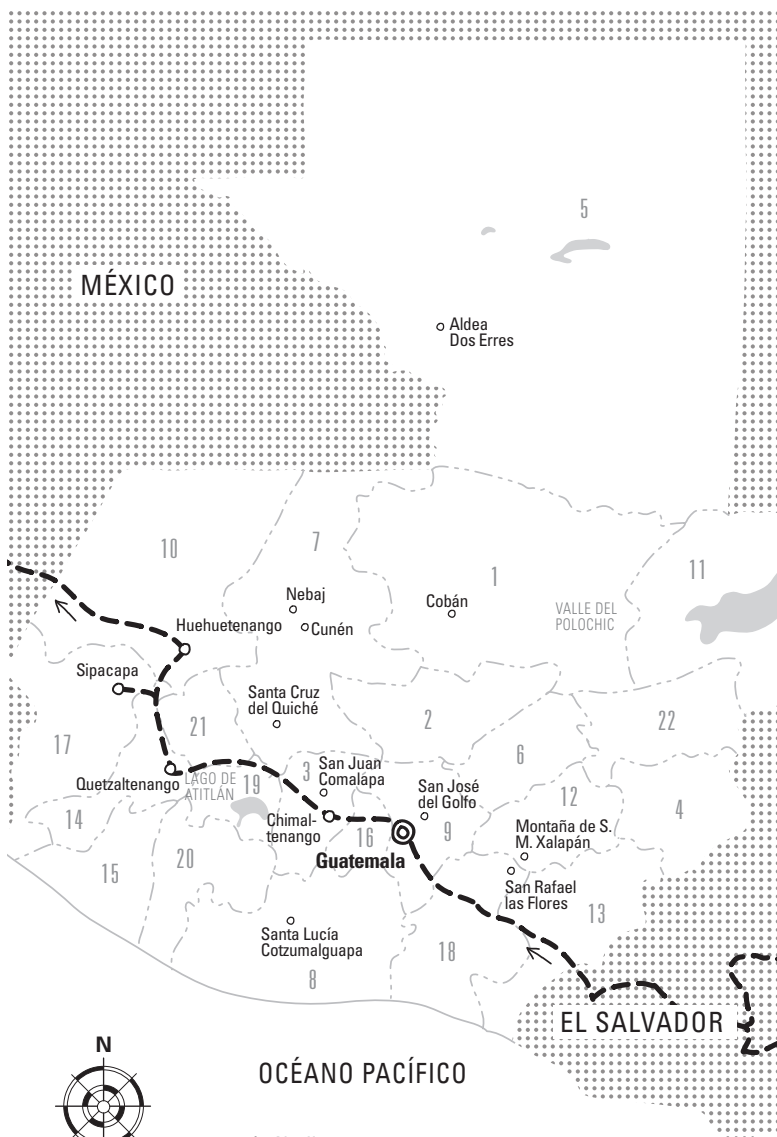 5
MÉXICO
Aldea
Dos Erres
10
7
1
11
Nebaj
Cobán
VALLE DEL
POLOCHIC
Huehuetenango
Cunén
Sipacapa
Santa Cruz
del Quiché
21
2
22
17
6
San Juan
Comalapa
3
19
LAGO DE
ATITLÁN
Quetzaltenango
San José
del Golfo
12
4
14
Chimal-
tenango
16
9
Montaña de S.
M. Xalapán
Guatemala
20
15
San Rafael
las Flores
13
Santa Lucía
Cotzumalguapa
18
8
EL SALVADOR
N
OCÉANO PACÍFICO